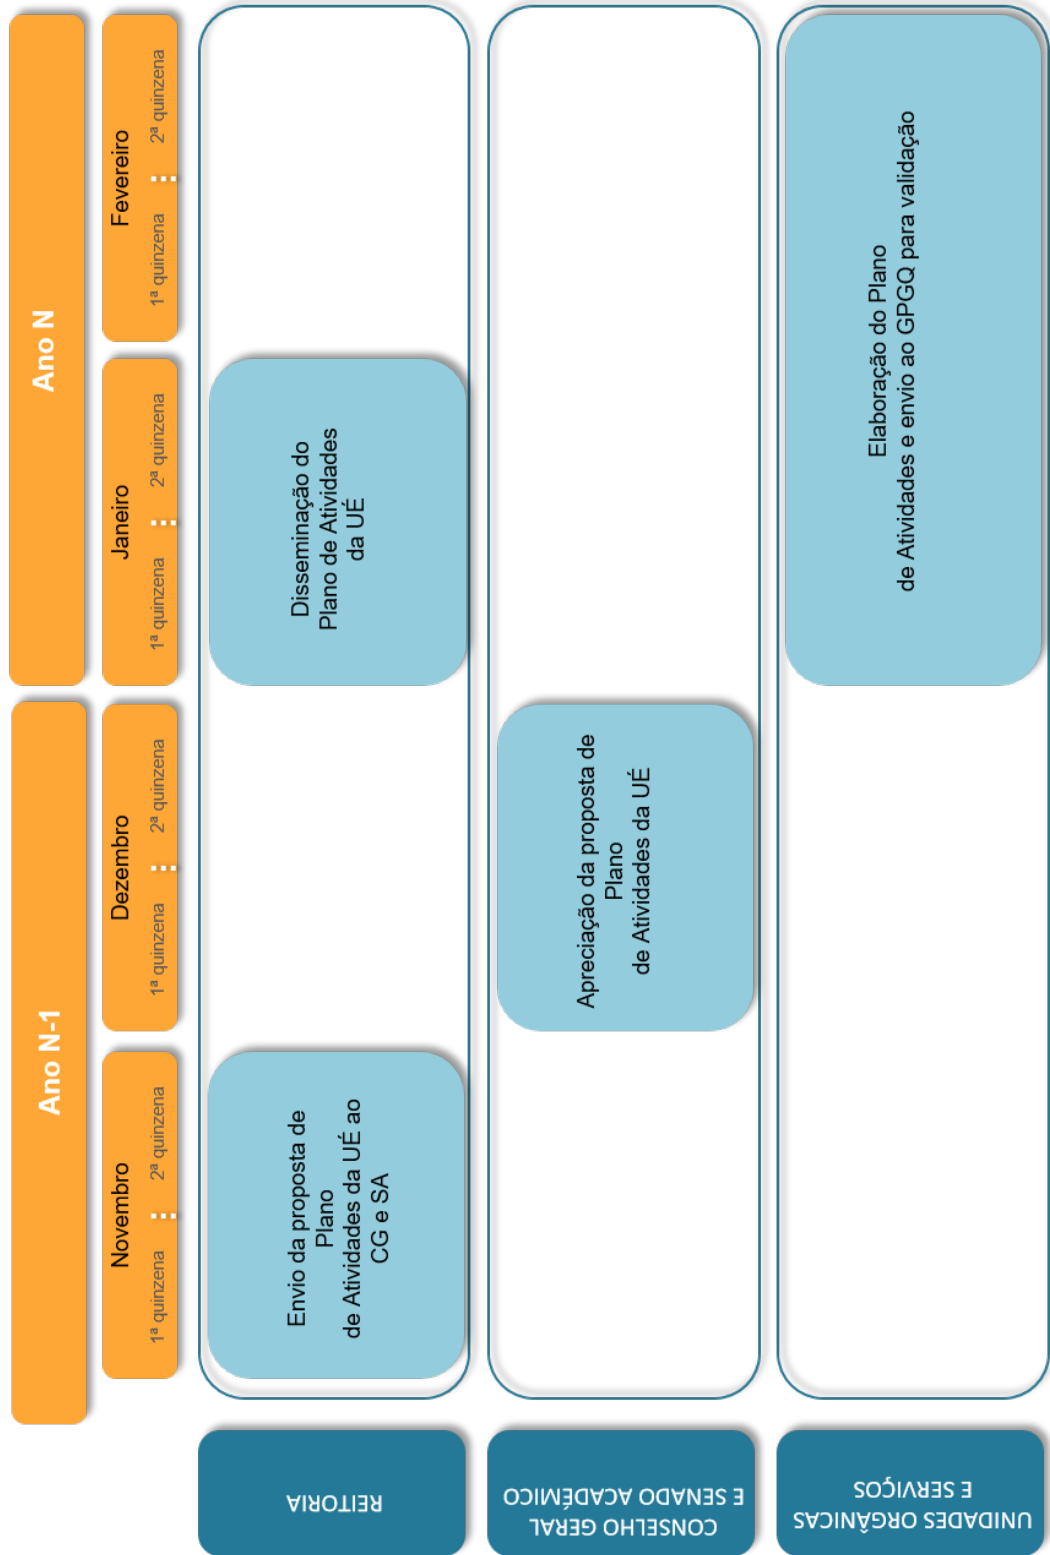 Ano N-1
Ano N
Novembro
1ª quinzena
2ª quinzena
Dezembro
1ª quinzena
2ª quinzena
Janeiro
1ª quinzena
2ª quinzena
Fevereiro
1ª quinzena
2ª quinzena
REITORIA
Envio da proposta de
Plano
de Atividades da UÉ ao
CG e SA
Disseminação do
Plano de Atividades
da UÉ
CONSELHO GERAL
E SENADO ACADÉMICO
Apreciação da proposta de
Plano
de Atividades da UÉ
UNIDADES ORGÂNICAS
E SERVIÇOS
Elaboração do Plano
de Atividades e envio ao GPGQ para validação